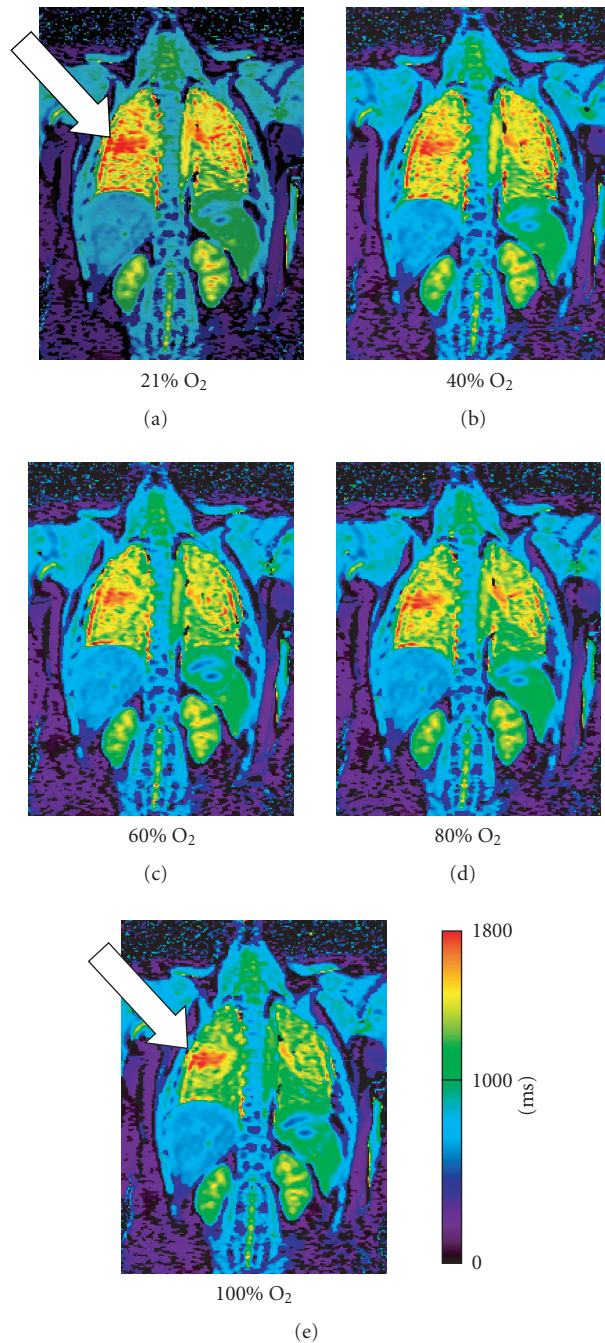 21% O₂
40% O₂
(a)
(b)
60% O₂
80% O₂
(c)
(d)
1800
1000
(ms)
0
100% O₂
(e)